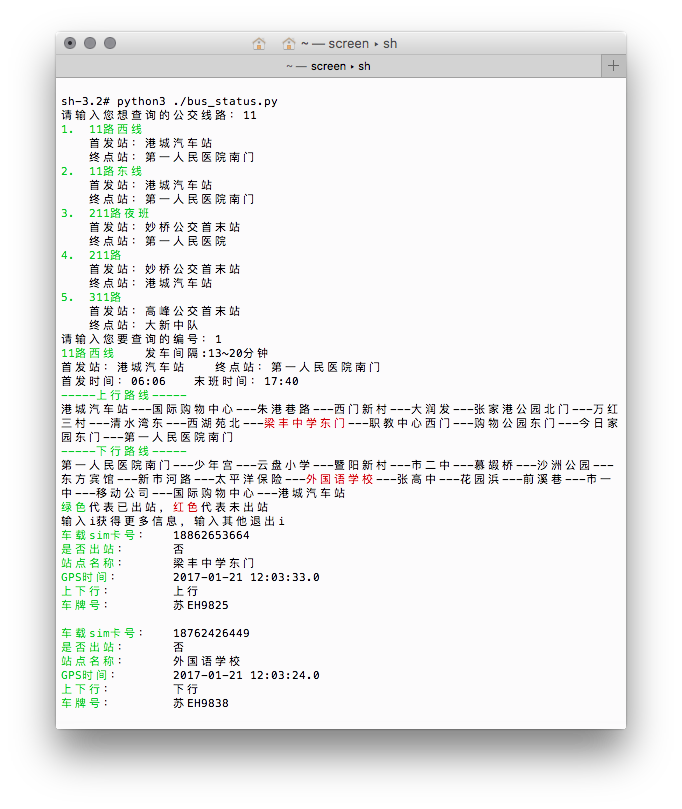 ~ — screen ▸ sh
~ — screen ▸ sh
sh-3.2# python3 ./bus_status.py
请输入您想查询的公交线路：11
1. 11路西线
首发站：港城汽车站
终点站：第一人民医院南门
2. 11路东线
首发站：港城汽车站
终点站：第一人民医院南门
3. 211路夜班
首发站：妙桥公交首末站
终点站：第一人民医院
4. 211路
首发站：妙桥公交首末站
终点站：港城汽车站
5. 311路
首发站：高峰公交首末站
终点站：大新中队
请输入您要查询的编号：1
11路西线 发车间隔:13~20分钟
首发站：港城汽车站 终点站：第一人民医院南门
首发时间：06:06 末班时间：17:40
-----上行路线-----
港城汽车站---国际购物中心---朱港巷路---西门新村---大润发---张家港公园北门---万红
三村---清水湾东---西湖苑北---梁丰中学东门---职教中心西门---购物公园东门---今日家
园东门---第一人民医院南门
-----下行路线-----
第一人民医院南门---少年宫---云盘小学---暨阳新村---市二中---慕媴桥---沙洲公园---
东方宾馆---新市河路---太平洋保险---外国语学校---张高中---花园浜---前溪巷---市一
中---移动公司---国际购物中心---港城汽车站
绿色代表已出站，红色代表未出站
输入i获得更多信息，输入其他退出i
车载sim卡号： 18862653664
是否出站： 否
站点名称： 梁丰中学东门
GPS时间： 2017-01-21 12:03:33.0
上下行： 上行
车牌号： 苏EH9825
车载sim卡号： 18762426449
是否出站： 否
站点名称： 外国语学校
GPS时间： 2017-01-21 12:03:24.0
上下行： 下行
车牌号： 苏EH9838